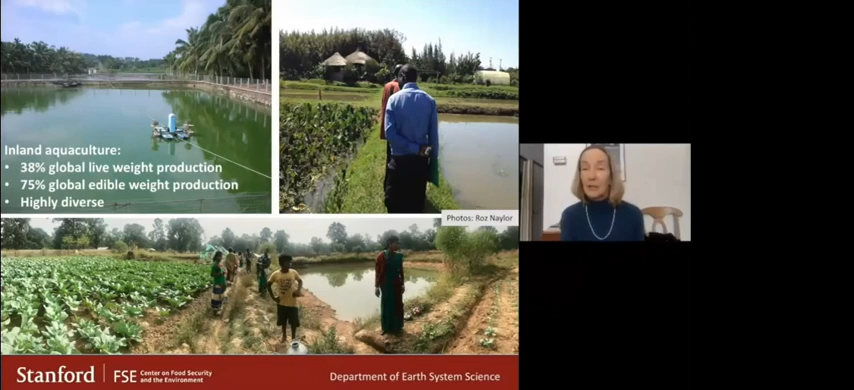 Inland aquaculture:
• 38% global live weight production
• 75% global edible weight production
• Highly diverse
Photos: Roz Naylor
Stanford | FSE Center on Food Security
and the Environment
Department of Earth System Science